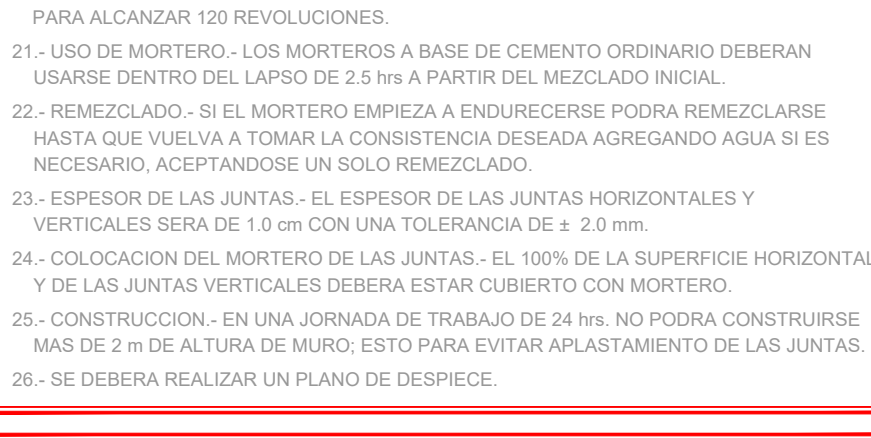 PARA ALCANZAR 120 REVOLUCIONES.
21.- USO DE MORTERO.- LOS MORTEROS A BASE DE CEMENTO ORDINARIO DEBERAN
USARSE DENTRO DEL LAPSO DE 2.5 hrs A PARTIR DEL MEZCLADO INICIAL.
22.- REMEZCLADO.- SI EL MORTERO EMPIEZA A ENDURECERSE PODRA REMEZCLARSE
HASTA QUE VUELVA A TOMAR LA CONSISTENCIA DESEADA AGREGANDO AGUA SI ES
NECESARIO, ACEPTANDOSE UN SOLO REMEZCLADO.
23.- ESPESOR DE LAS JUNTAS.- EL ESPESOR DE LAS JUNTAS HORIZONTALES Y
VERTICALES SERA DE 1.0 cm CON UNA TOLERANCIA DE ± 2.0 mm.
24.- COLOCACION DEL MORTERO DE LAS JUNTAS.- EL 100% DE LA SUPERFICIE HORIZONTAL
Y DE LAS JUNTAS VERTICALES DEBERA ESTAR CUBIERTO CON MORTERO.
25.- CONSTRUCCION.- EN UNA JORNADA DE TRABAJO DE 24 hrs. NO PODRA CONSTRUIRSE
MAS DE 2 m DE ALTURA DE MURO; ESTO PARA EVITAR APLASTAMIENTO DE LAS JUNTAS.
26.- SE DEBERA REALIZAR UN PLANO DE DESPIECE.